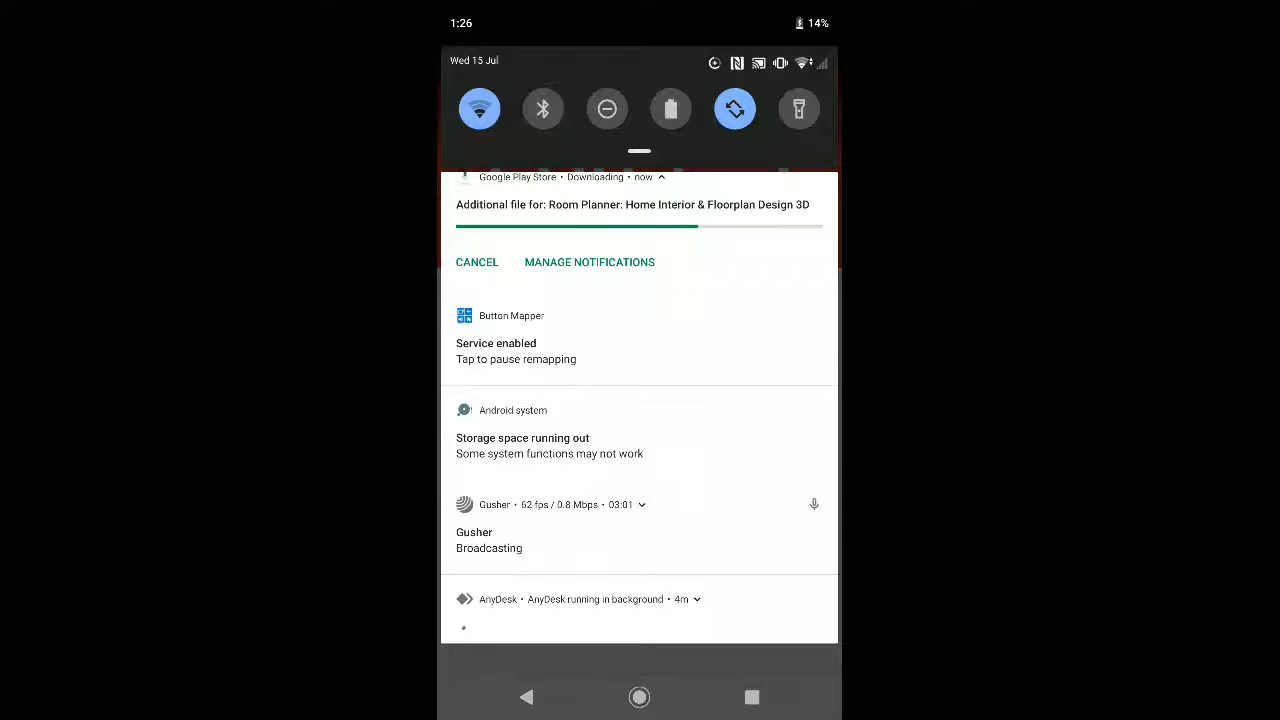 1:26 14%
Wed 15 Jul
Google Play Store • Downloading • now
Additional file for: Room Planner: Home Interior & Floorplan Design 3D
CANCEL MANAGE NOTIFICATIONS
Button Mapper
Service enabled
Tap to pause remapping
Android system
Storage space running out
Some system functions may not work
Gusher • 62 fps / 0.8 Mbps • 03:01
Gusher
Broadcasting
AnyDesk • AnyDesk running in background • 4m